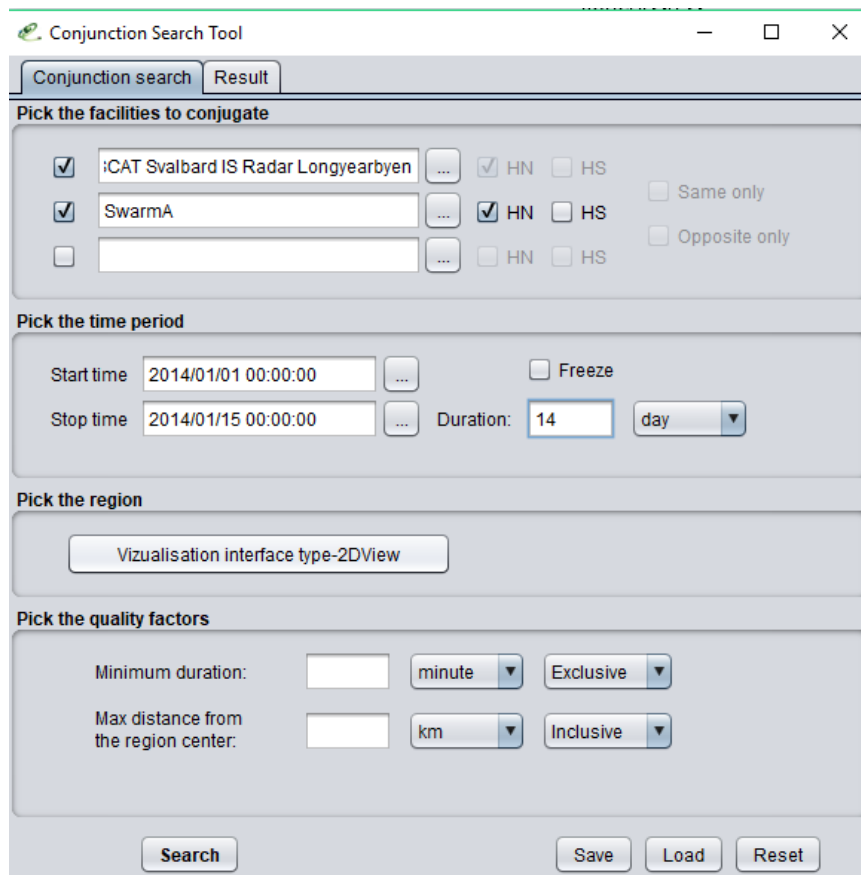 Conjunction Search Tool
Conjunction search Result
Pick the facilities to conjugate
CAT Svalbard IS Radar Longyearbyen ... HN HS
Same only
SwarmA ... HN HS
Opposite only
... HN HS
Pick the time period
Start time 2014/01/01 00:00:00 ... Freeze
Stop time 2014/01/15 00:00:00 ... Duration: 14 day
Pick the region
Vizualisation interface type-2DView
Pick the quality factors
Minimum duration: minute Exclusive
Max distance from
the region center: km Inclusive
Search Save Load Reset